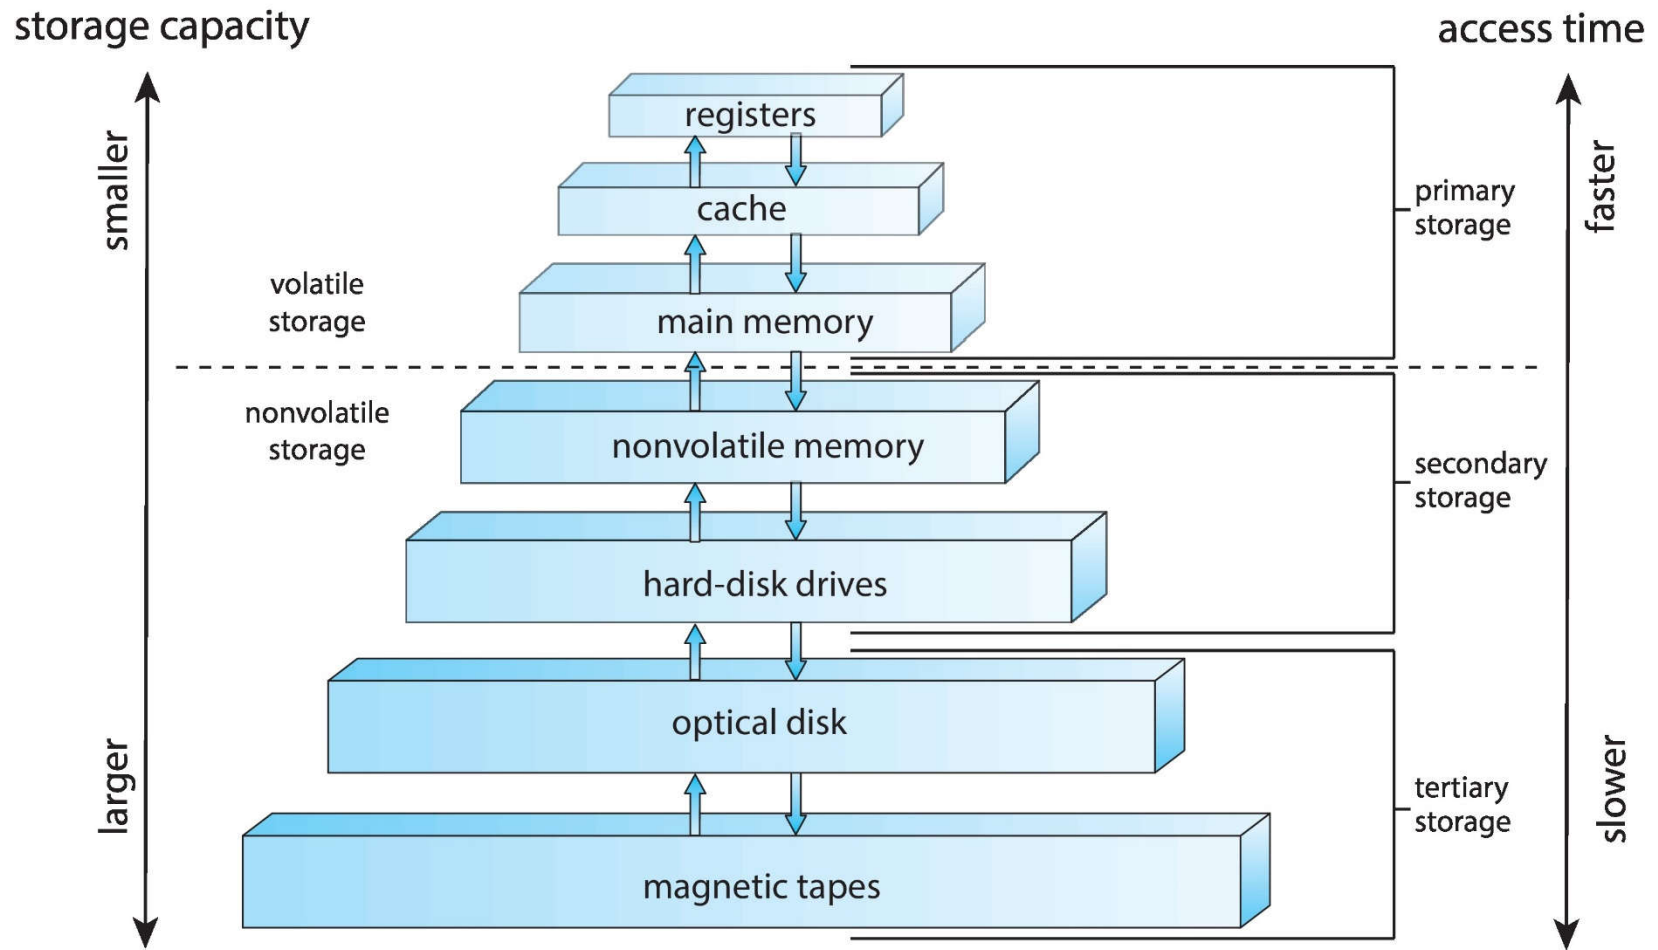 storage capacity
access time
smaller
larger
volatile
storage
nonvolatile
storage
registers
cache
main memory
nonvolatile memory
hard-disk drives
optical disk
magnetic tapes
primary
storage
secondary
storage
tertiary
storage
faster
slower